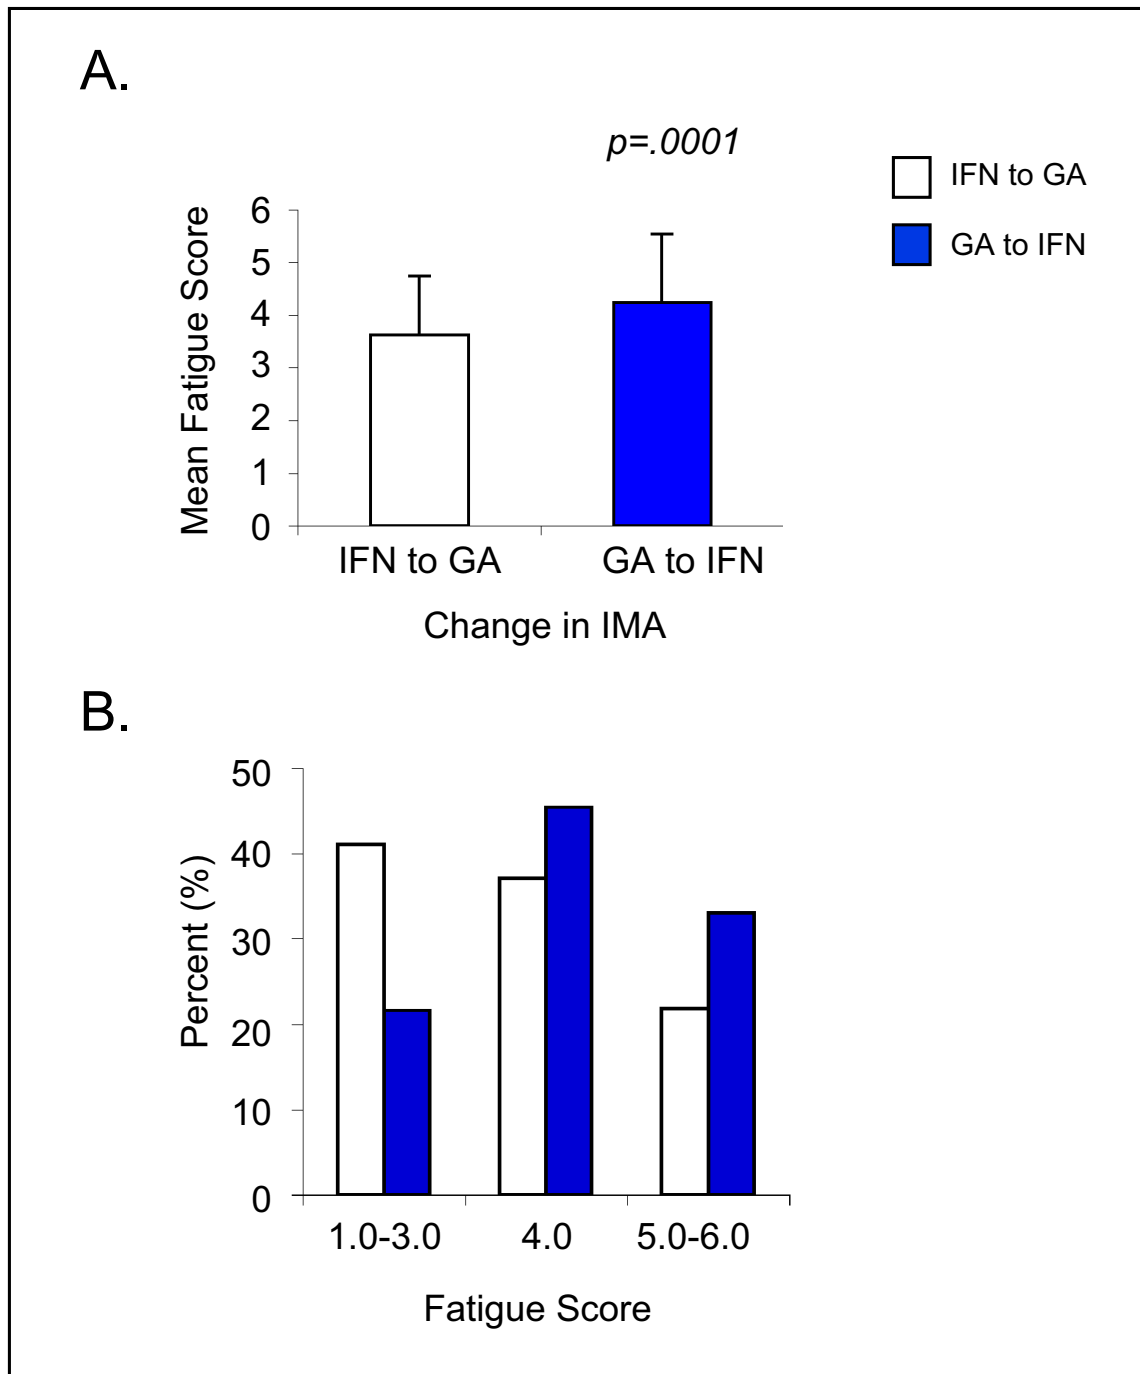 A.
p=.0001
IFN to GA
GA to IFN
Mean Fatigue Score
6
5
4
3
2
1
0
IFN to GA GA to IFN
Change in IMA
B.
Percent (%)
50
40
30
20
10
0
1.0-3.0 4.0 5.0-6.0
Fatigue Score